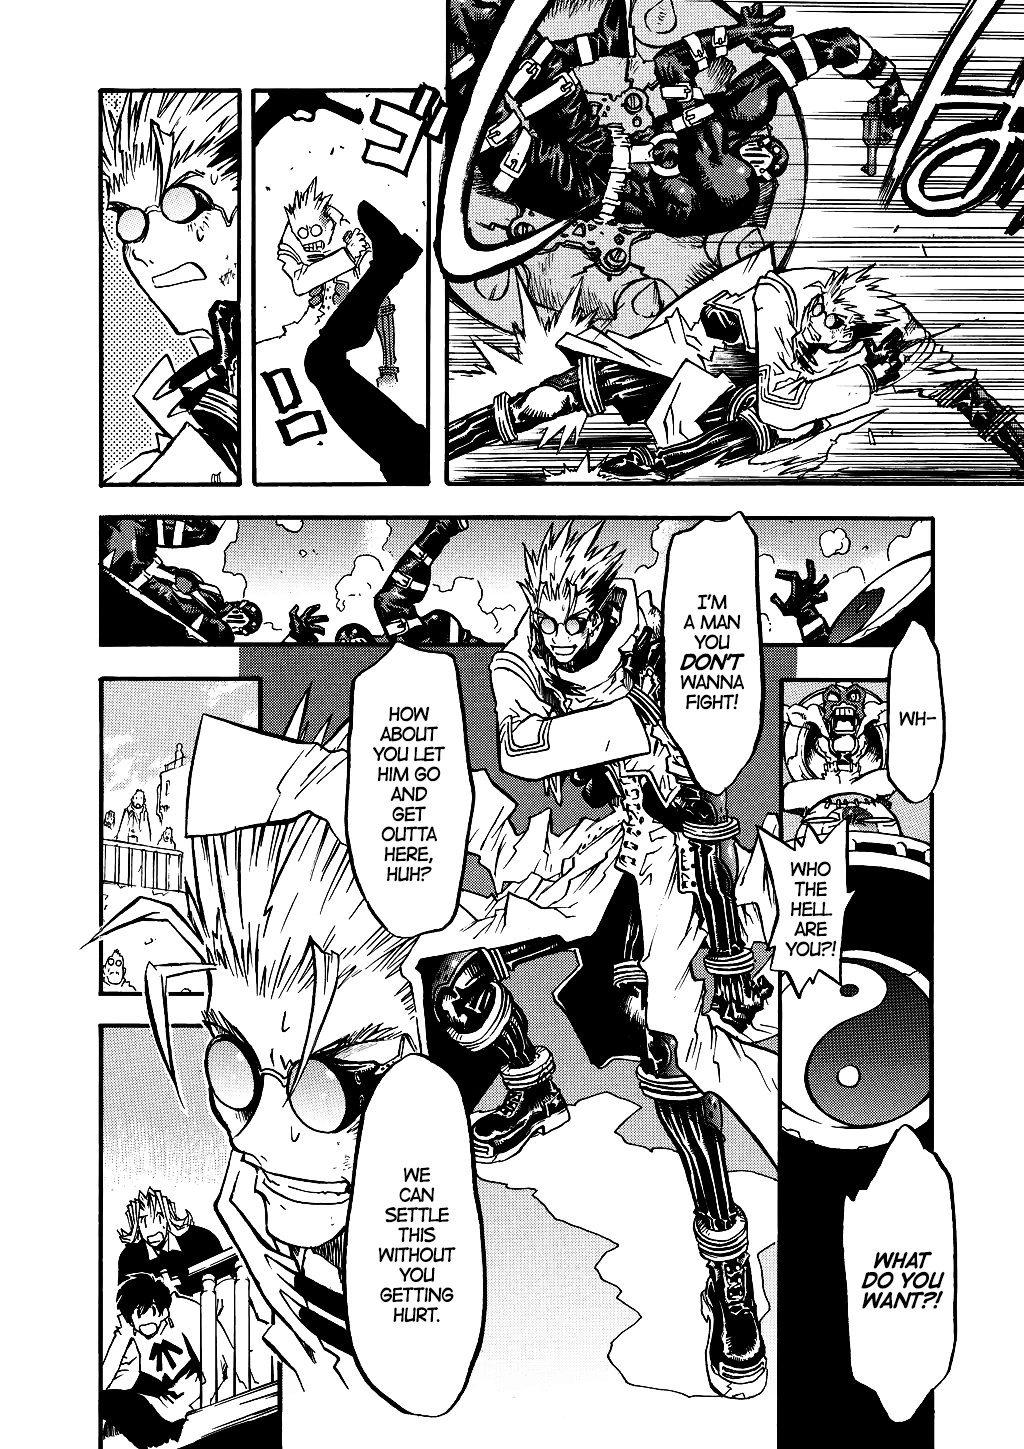 ゴ
WH-
WHO
THE
HELL
ARE
YOU?!
WHAT
DO YOU
WANT?!
I'M
A MAN YOU
DON'T
WANNA
FIGHT!
HOW
ABOUT
YOU LET
HIM GO
AND
GET
OUTTA
HERE,
HUH?
WE
CAN
SETTLE
THIS
WITHOUT
YOU
GETTING
HURT.